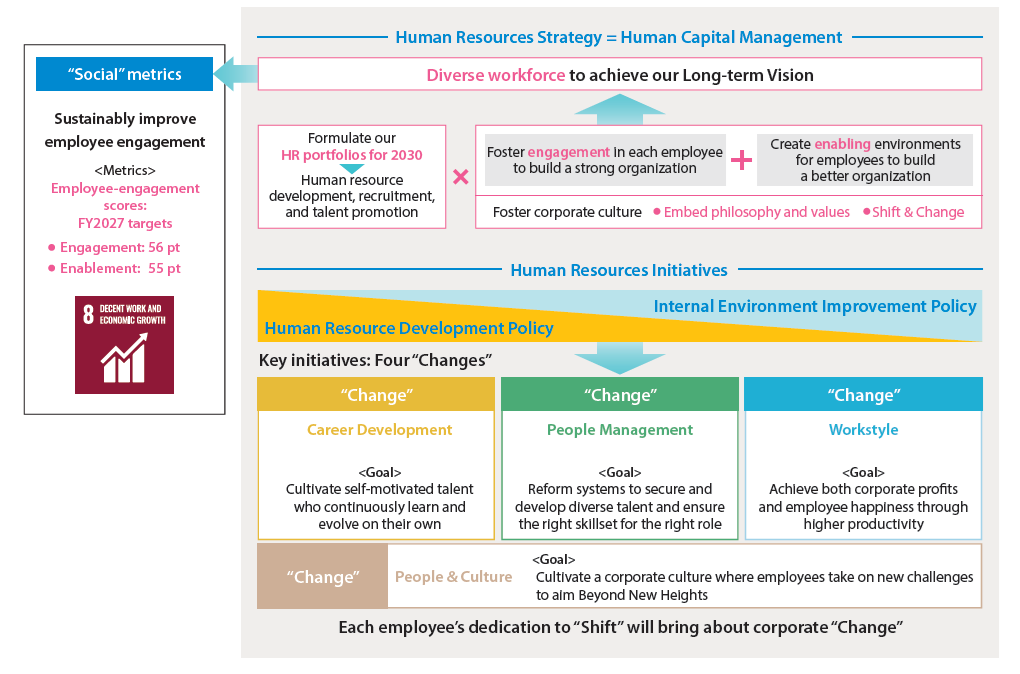 "Social" metrics
Sustainably improve
employee engagement
<Metrics>
Employee-engagement
scores:
FY2027 targets
● Engagement: 56 pt
● Enablement: 55 pt
8 DECENT WORK AND
ECONOMIC GROWTH
Human Resources Strategy = Human Capital Management
Diverse workforce to achieve our Long-term Vision
Formulate our
HR portfolios for 2030
Human resource
development, recruitment,
and talent promotion
×
Foster engagement in each employee
to build a strong organization
+
Create enabling environments
for employees to build
a better organization
Foster corporate culture ● Embed philosophy and values ● Shift & Change
Human Resources Initiatives
Internal Environment Improvement Policy
Human Resource Development Policy
Key initiatives: Four "Changes"
"Change"
Career Development
<Goal>
Cultivate self-motivated talent
who continuously learn and
evolve on their own
"Change"
People Management
<Goal>
Reform systems to secure and
develop diverse talent and ensure
the right skillset for the right role
"Change"
Workstyle
<Goal>
Achieve both corporate profits
and employee happiness through
higher productivity
"Change"
People & Culture
<Goal>
Cultivate a corporate culture where employees take on new challenges
to aim Beyond New Heights
Each employee's dedication to "Shift" will bring about corporate "Change"